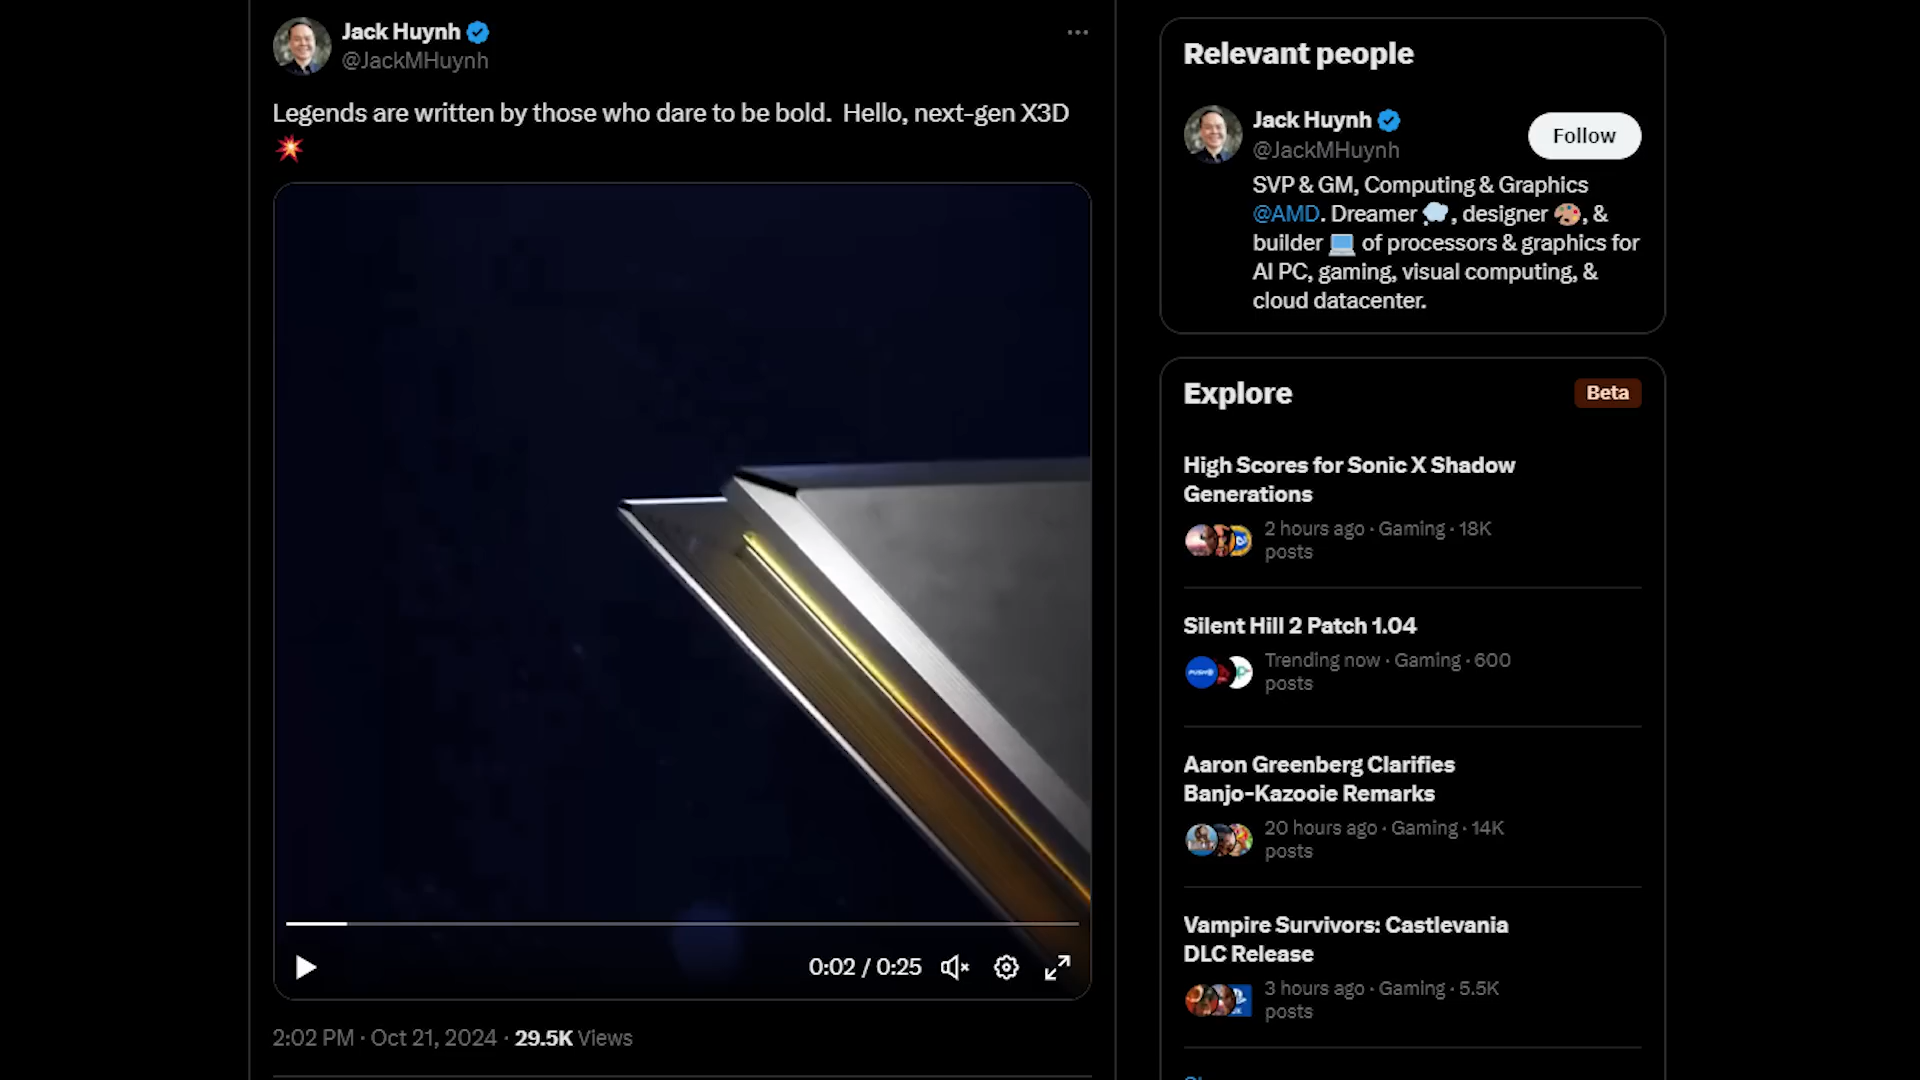 Jack Huynh
@JackMHuynh
Legends are written by those who dare to be bold.  Hello, next-gen X3D
💥
0:02 / 0:25
2:02 PM · Oct 21, 2024 · 29.5K Views
Relevant people
Jack Huynh
@JackMHuynh
Follow
SVP & GM, Computing & Graphics
@AMD. Dreamer 💭, designer 🎨, &
builder 💻 of processors & graphics for
AI PC, gaming, visual computing, &
cloud datacenter.
Explore
Beta
High Scores for Sonic X Shadow
Generations
2 hours ago · Gaming · 18K
posts
Silent Hill 2 Patch 1.04
Trending now · Gaming · 600
posts
Aaron Greenberg Clarifies
Banjo-Kazooie Remarks
20 hours ago · Gaming · 14K
posts
Vampire Survivors: Castlevania
DLC Release
3 hours ago · Gaming · 5.5K
posts